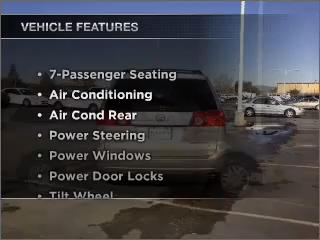 VEHICLE FEATURES
• 7-Passenger Seating
• Air Conditioning
• Air Cond Rear
• Power Steering
• Power Windows
• Power Door Locks
• Tilt Wheel